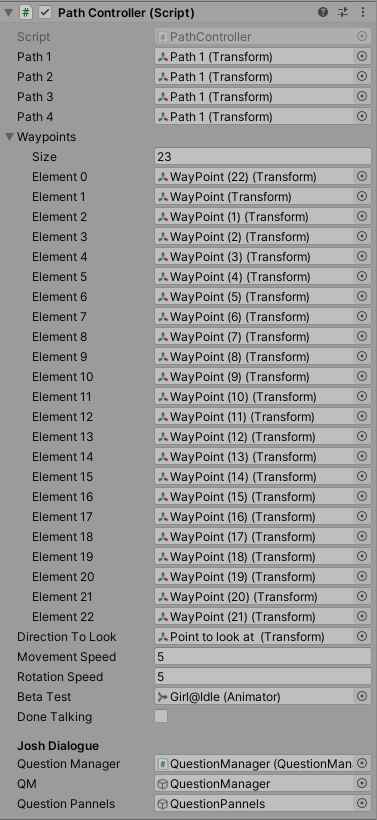 Path Controller (Script)
Script PathController
Path 1 Path 1 (Transform)
Path 2 Path 1 (Transform)
Path 3 Path 1 (Transform)
Path 4 Path 1 (Transform)
Waypoints
Size 23
Element 0 WayPoint (22) (Transform)
Element 1 WayPoint (Transform)
Element 2 WayPoint (1) (Transform)
Element 3 WayPoint (2) (Transform)
Element 4 WayPoint (3) (Transform)
Element 5 WayPoint (4) (Transform)
Element 6 WayPoint (5) (Transform)
Element 7 WayPoint (6) (Transform)
Element 8 WayPoint (7) (Transform)
Element 9 WayPoint (8) (Transform)
Element 10 WayPoint (9) (Transform)
Element 11 WayPoint (10) (Transform)
Element 12 WayPoint (11) (Transform)
Element 13 WayPoint (12) (Transform)
Element 14 WayPoint (13) (Transform)
Element 15 WayPoint (14) (Transform)
Element 16 WayPoint (15) (Transform)
Element 17 WayPoint (16) (Transform)
Element 18 WayPoint (17) (Transform)
Element 19 WayPoint (18) (Transform)
Element 20 WayPoint (19) (Transform)
Element 21 WayPoint (20) (Transform)
Element 22 WayPoint (21) (Transform)
Direction To Look Point to look at (Transform)
Movement Speed 5
Rotation Speed 5
Beta Test Girl@Idle (Animator)
Done Talking
Josh Dialogue
Question Manager QuestionManager (QuestionMan
QM QuestionManager
Question Pannels QuestionPannels